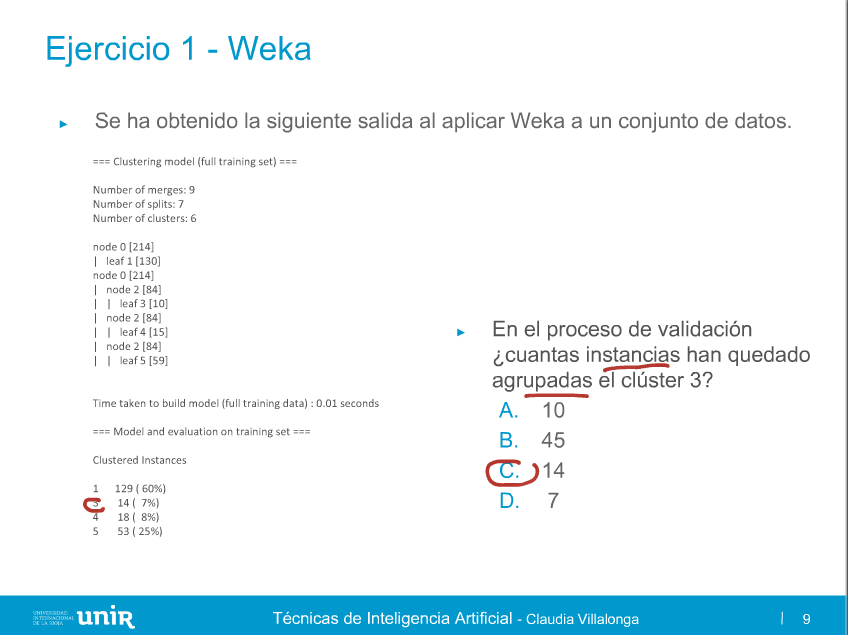 Ejercicio 1 - Weka
► Se ha obtenido la siguiente salida al aplicar Weka a un conjunto de datos.
=== Clustering model (full training set) ===
Number of merges: 9
Number of splits: 7
Number of clusters: 6
node 0 [214]
| leaf 1 [130]
node 0 [214]
| node 2 [84]
| | leaf 3 [10]
| node 2 [84]
| | leaf 4 [15]
| node 2 [84]
| | leaf 5 [59]
Time taken to build model (full training data) : 0.01 seconds
=== Model and evaluation on training set ===
Clustered Instances
1 129 ( 60%)
3 14 ( 7%)
4 18 ( 8%)
5 53 ( 25%)
► En el proceso de validación
¿cuantas instancias han quedado
agrupadas el clúster 3?
A. 10
B. 45
C. 14
D. 7
UNIVERSIDAD
INTERNACIONAL
DE LA RIOJA
unir
Técnicas de Inteligencia Artificial - Claudia Villalonga
| 9